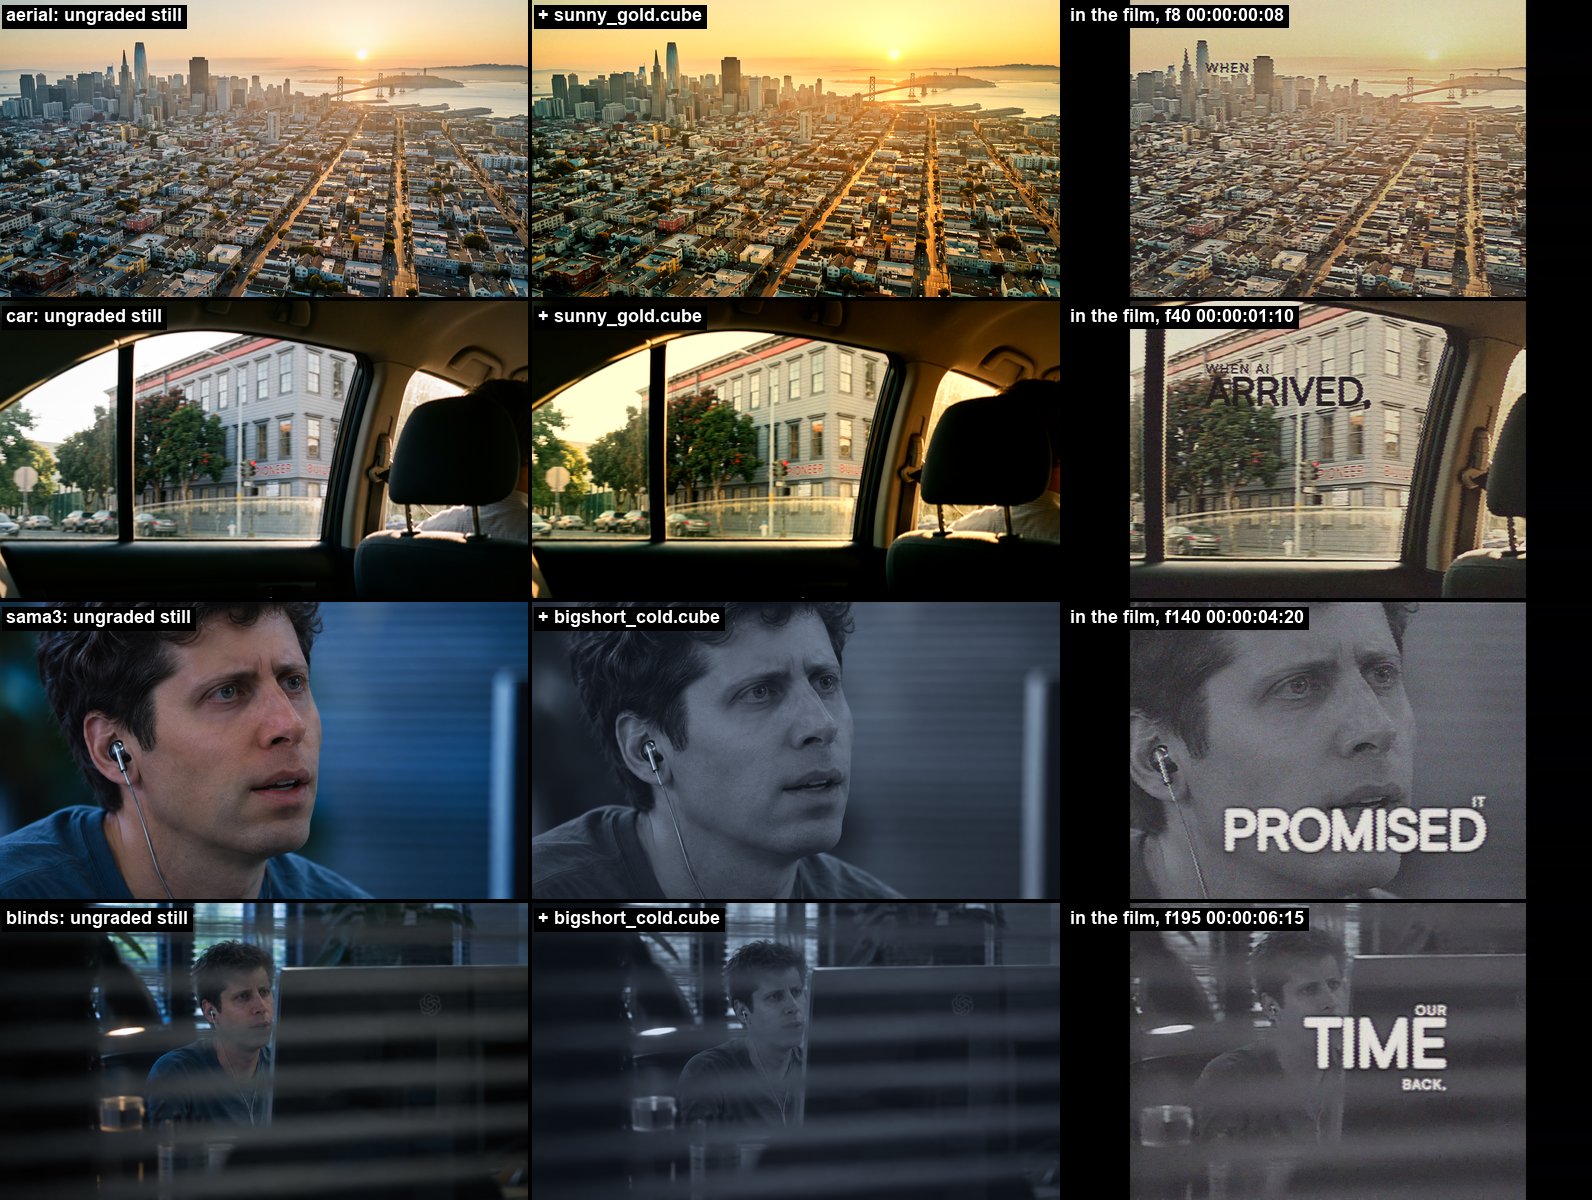 aerial: ungraded still
+ sunny_gold.cube
in the film, f8 00:00:00:08
WHEN
car: ungraded still
+ sunny_gold.cube
in the film, f40 00:00:01:10
WHEN AI
ARRIVED,
PIONEER
sama3: ungraded still
+ bigshort_cold.cube
in the film, f140 00:00:04:20
IT
PROMISED
blinds: ungraded still
+ bigshort_cold.cube
in the film, f195 00:00:06:15
OUR
TIME
BACK.